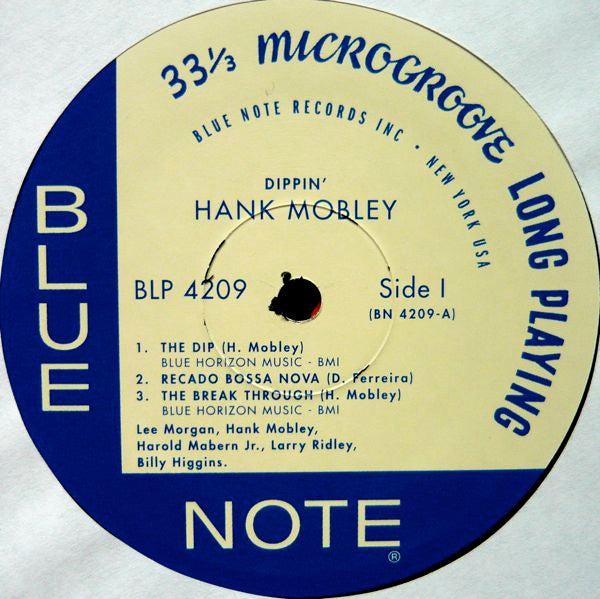 33⅓ MICROGROOVE LONG PLAYING
BLUE NOTE RECORDS INC · NEW YORK USA
DIPPIN'
HANK MOBLEY
BLP 4209
Side I
(BN 4209-A)
1. THE DIP (H. Mobley)
BLUE HORIZON MUSIC - BMI
2. RECADO BOSSA NOVA (D. Ferreira)
3. THE BREAK THROUGH (H. Mobley)
BLUE HORIZON MUSIC - BMI
Lee Morgan, Hank Mobley,
Harold Mabern Jr., Larry Ridley,
Billy Higgins.
BLUE
NOTE®